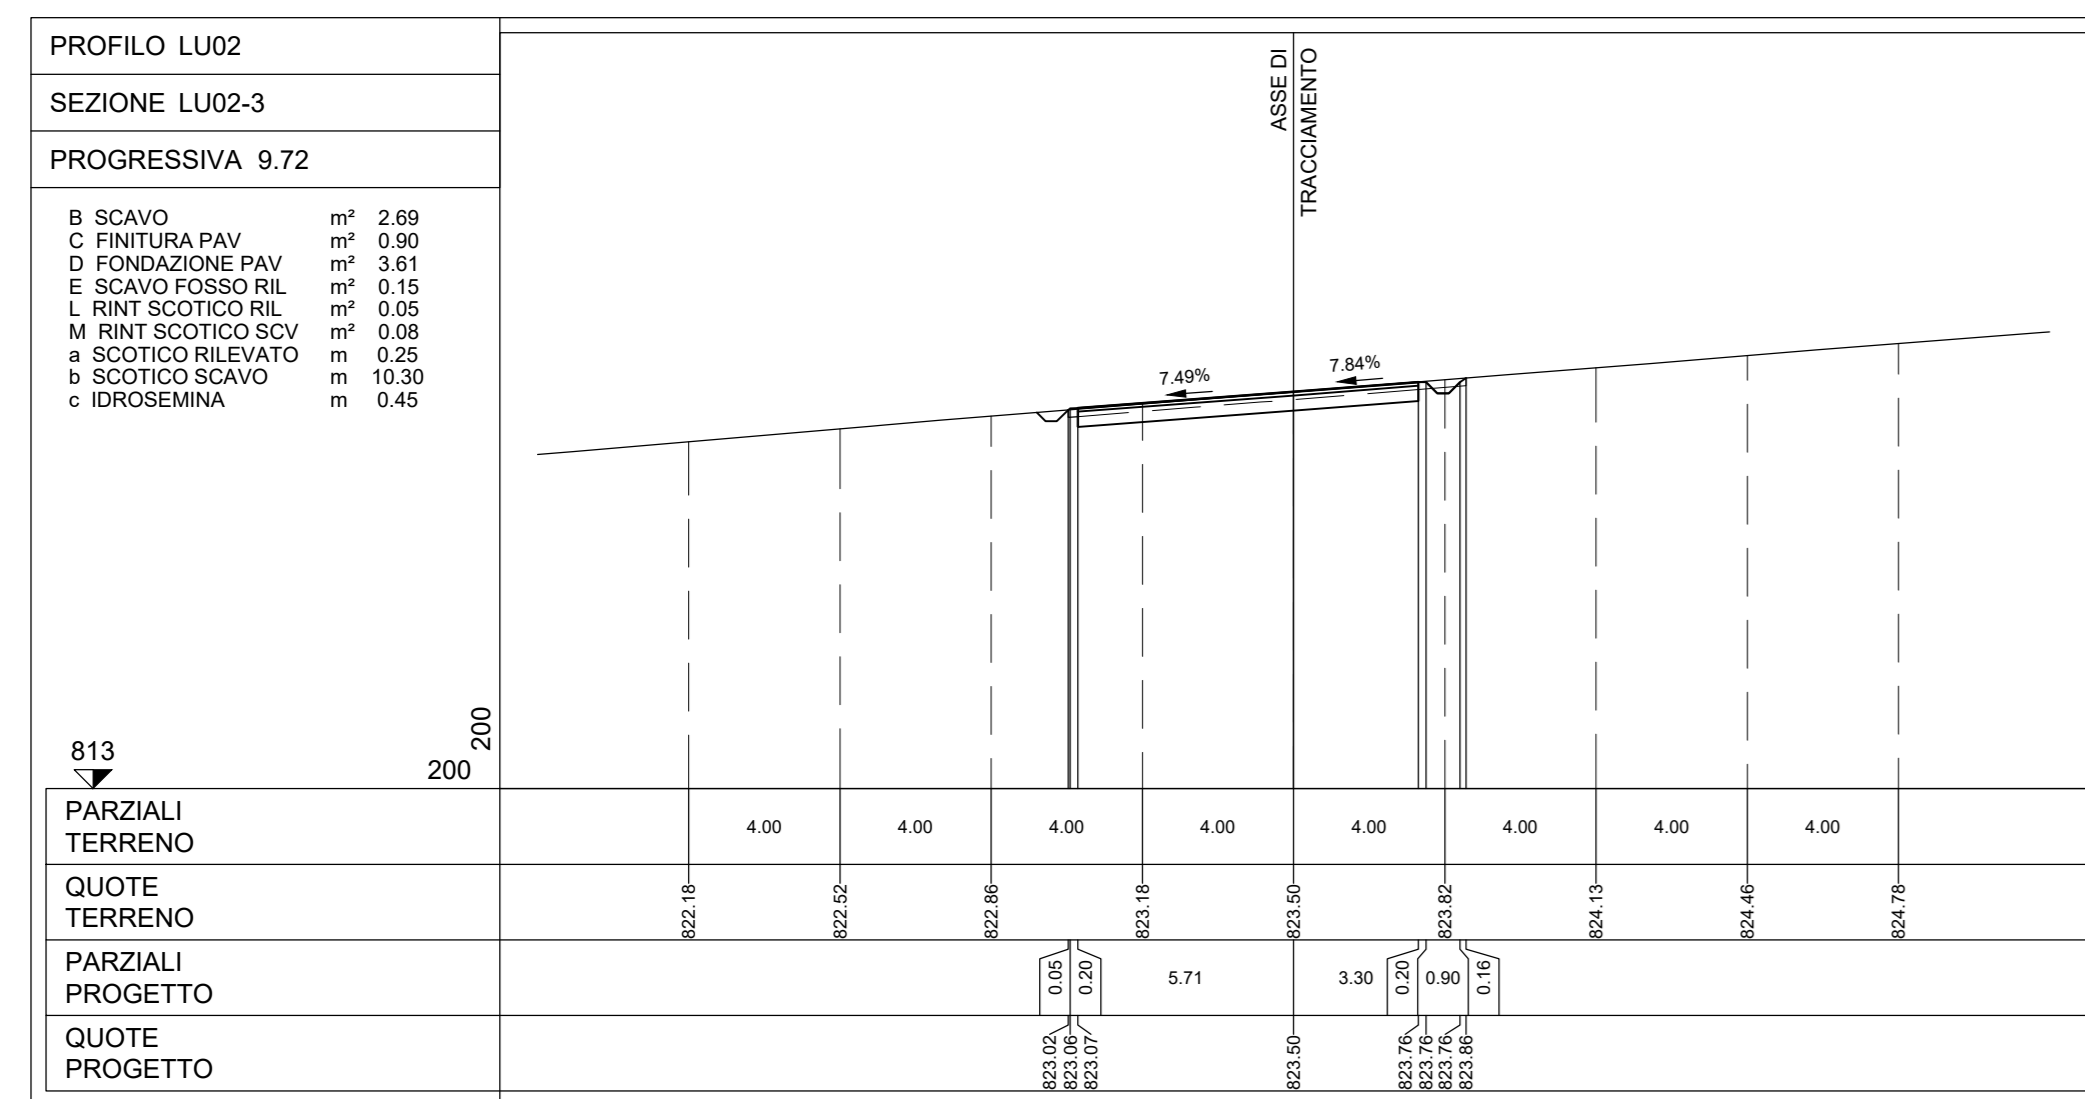 PROFILO LU02
SEZIONE LU02-3
PROGRESSIVA 9.72
B SCAVO m² 2.69
C FINITURA PAV m² 0.90
D FONDAZIONE PAV m² 3.61
E SCAVO FOSSO RIL m² 0.15
L RINT SCOTICO RIL m² 0.05
M RINT SCOTICO SCV m² 0.08
a SCOTICO RILEVATO m 0.25
b SCOTICO SCAVO m 10.30
c IDROSEMINA m 0.45
ASSE DI
TRACCIAMENTO
7.49%
7.84%
813
200
200
PARZIALI
TERRENO
4.00 4.00 4.00 4.00 4.00 4.00 4.00 4.00
QUOTE
TERRENO
822.18 822.52 822.86 823.18 823.50 823.82 824.13 824.46 824.78
PARZIALI
PROGETTO
0.05 0.20 5.71 3.30 0.20 0.90 0.16
QUOTE
PROGETTO
823.02 823.06 823.07 823.50 823.76 823.76 823.76 823.86